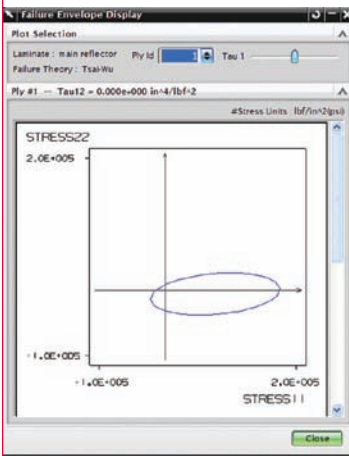 Failure Envelope Display
Plot Selection
Laminate : main reflector Ply Id 1 Tau 1
Failure Theory : Tsai-Wu
Ply #1 — Tau12 = 0.000e+000 in^4/lbf^2
#Stress Units : lbf/in^2(psi)
STRESS22
2.0E+005
-1.0E+005
-1.0E+005 2.0E+005
STRESS11
Close